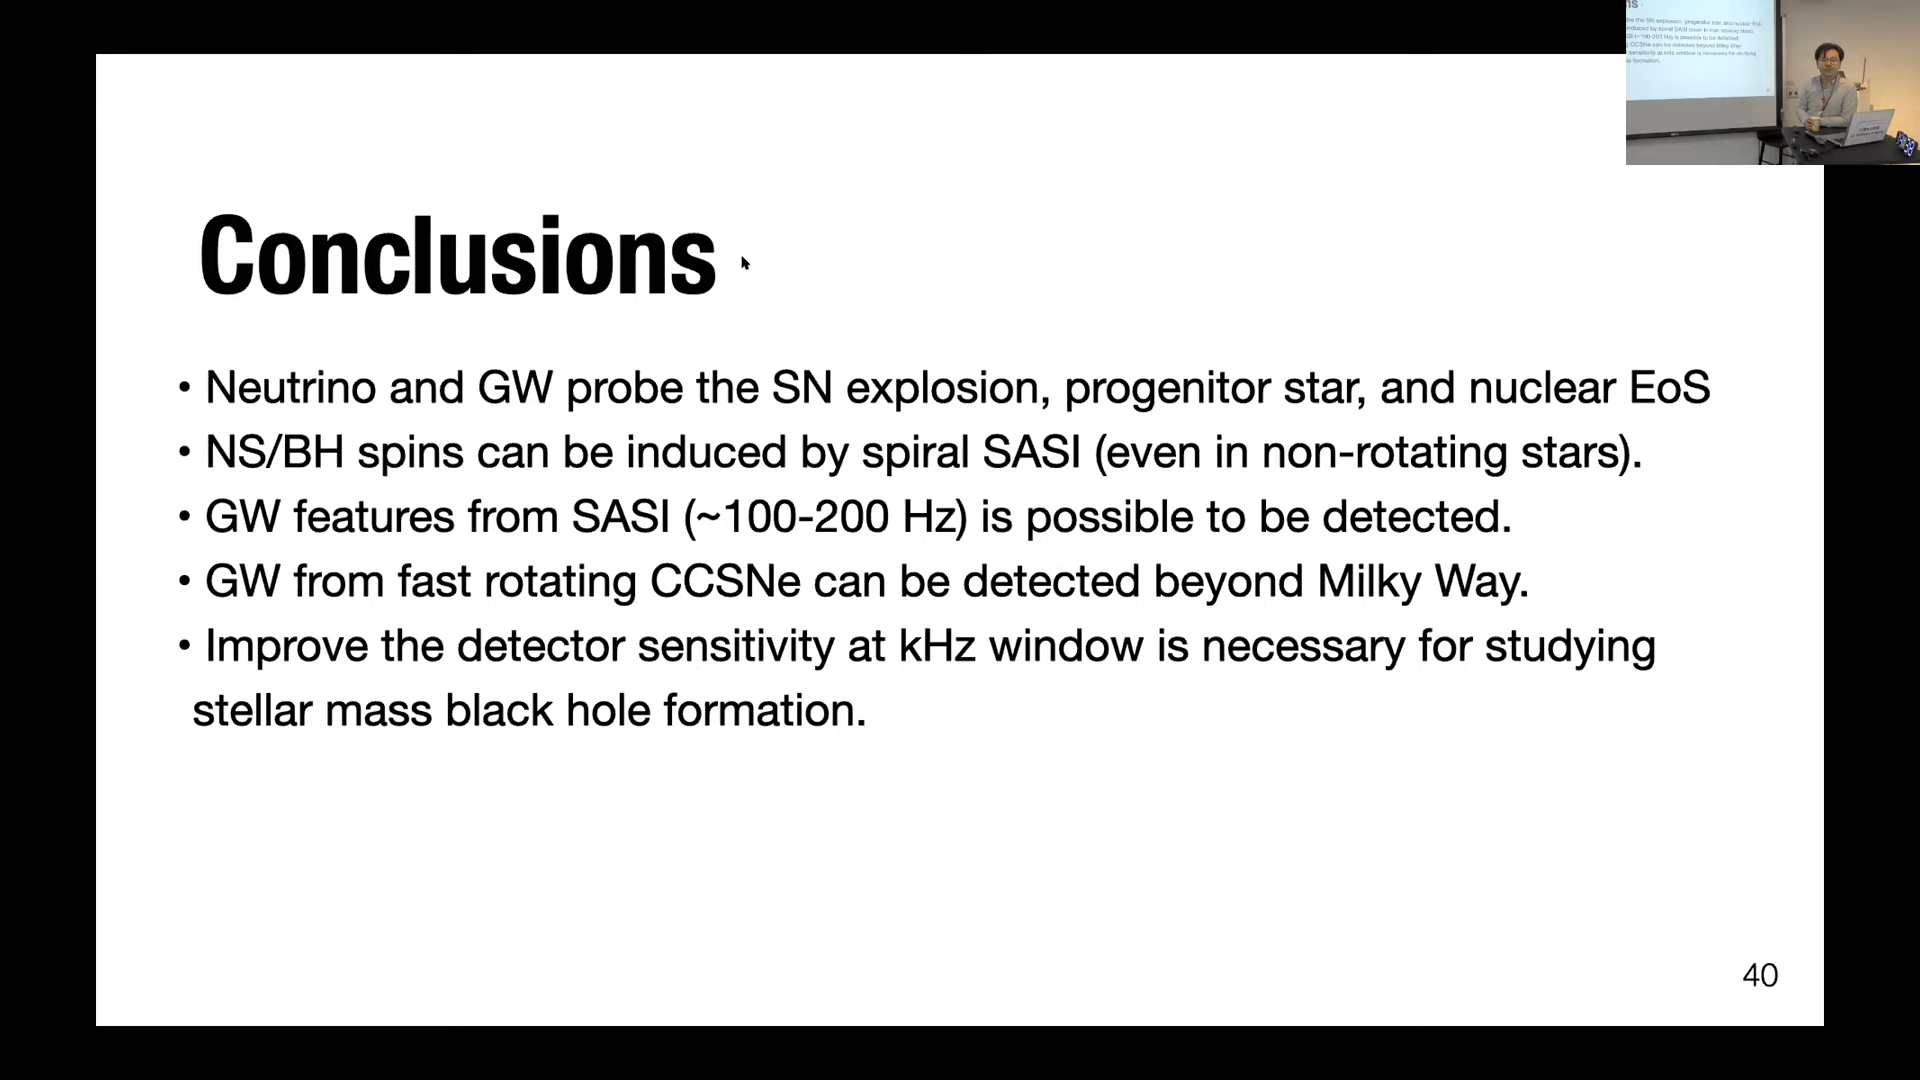 Conclusions
• Neutrino and GW probe the SN explosion, progenitor star, and nuclear EoS
• NS/BH spins can be induced by spiral SASI (even in non-rotating stars).
• GW features from SASI (~100-200 Hz) is possible to be detected.
• GW from fast rotating CCSNe can be detected beyond Milky Way.
• Improve the detector sensitivity at kHz window is necessary for studying
stellar mass black hole formation.
40